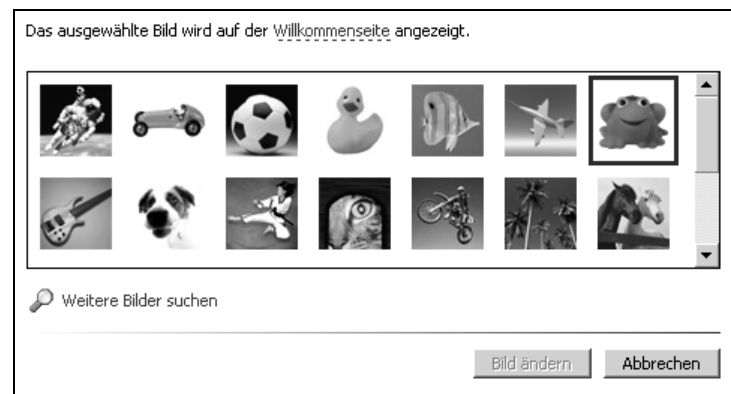 Das ausgewählte Bild wird auf der Willkommenseite angezeigt.
Weitere Bilder suchen
Bild ändern
Abbrechen